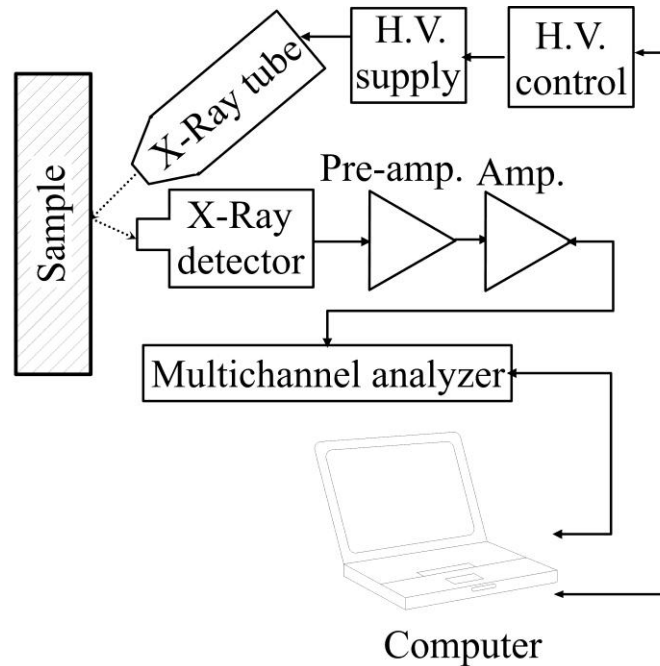 H.V.
supply
H.V.
control
X-Ray tube
Sample
Pre-amp.
Amp.
X-Ray
detector
Multichannel analyzer
Computer